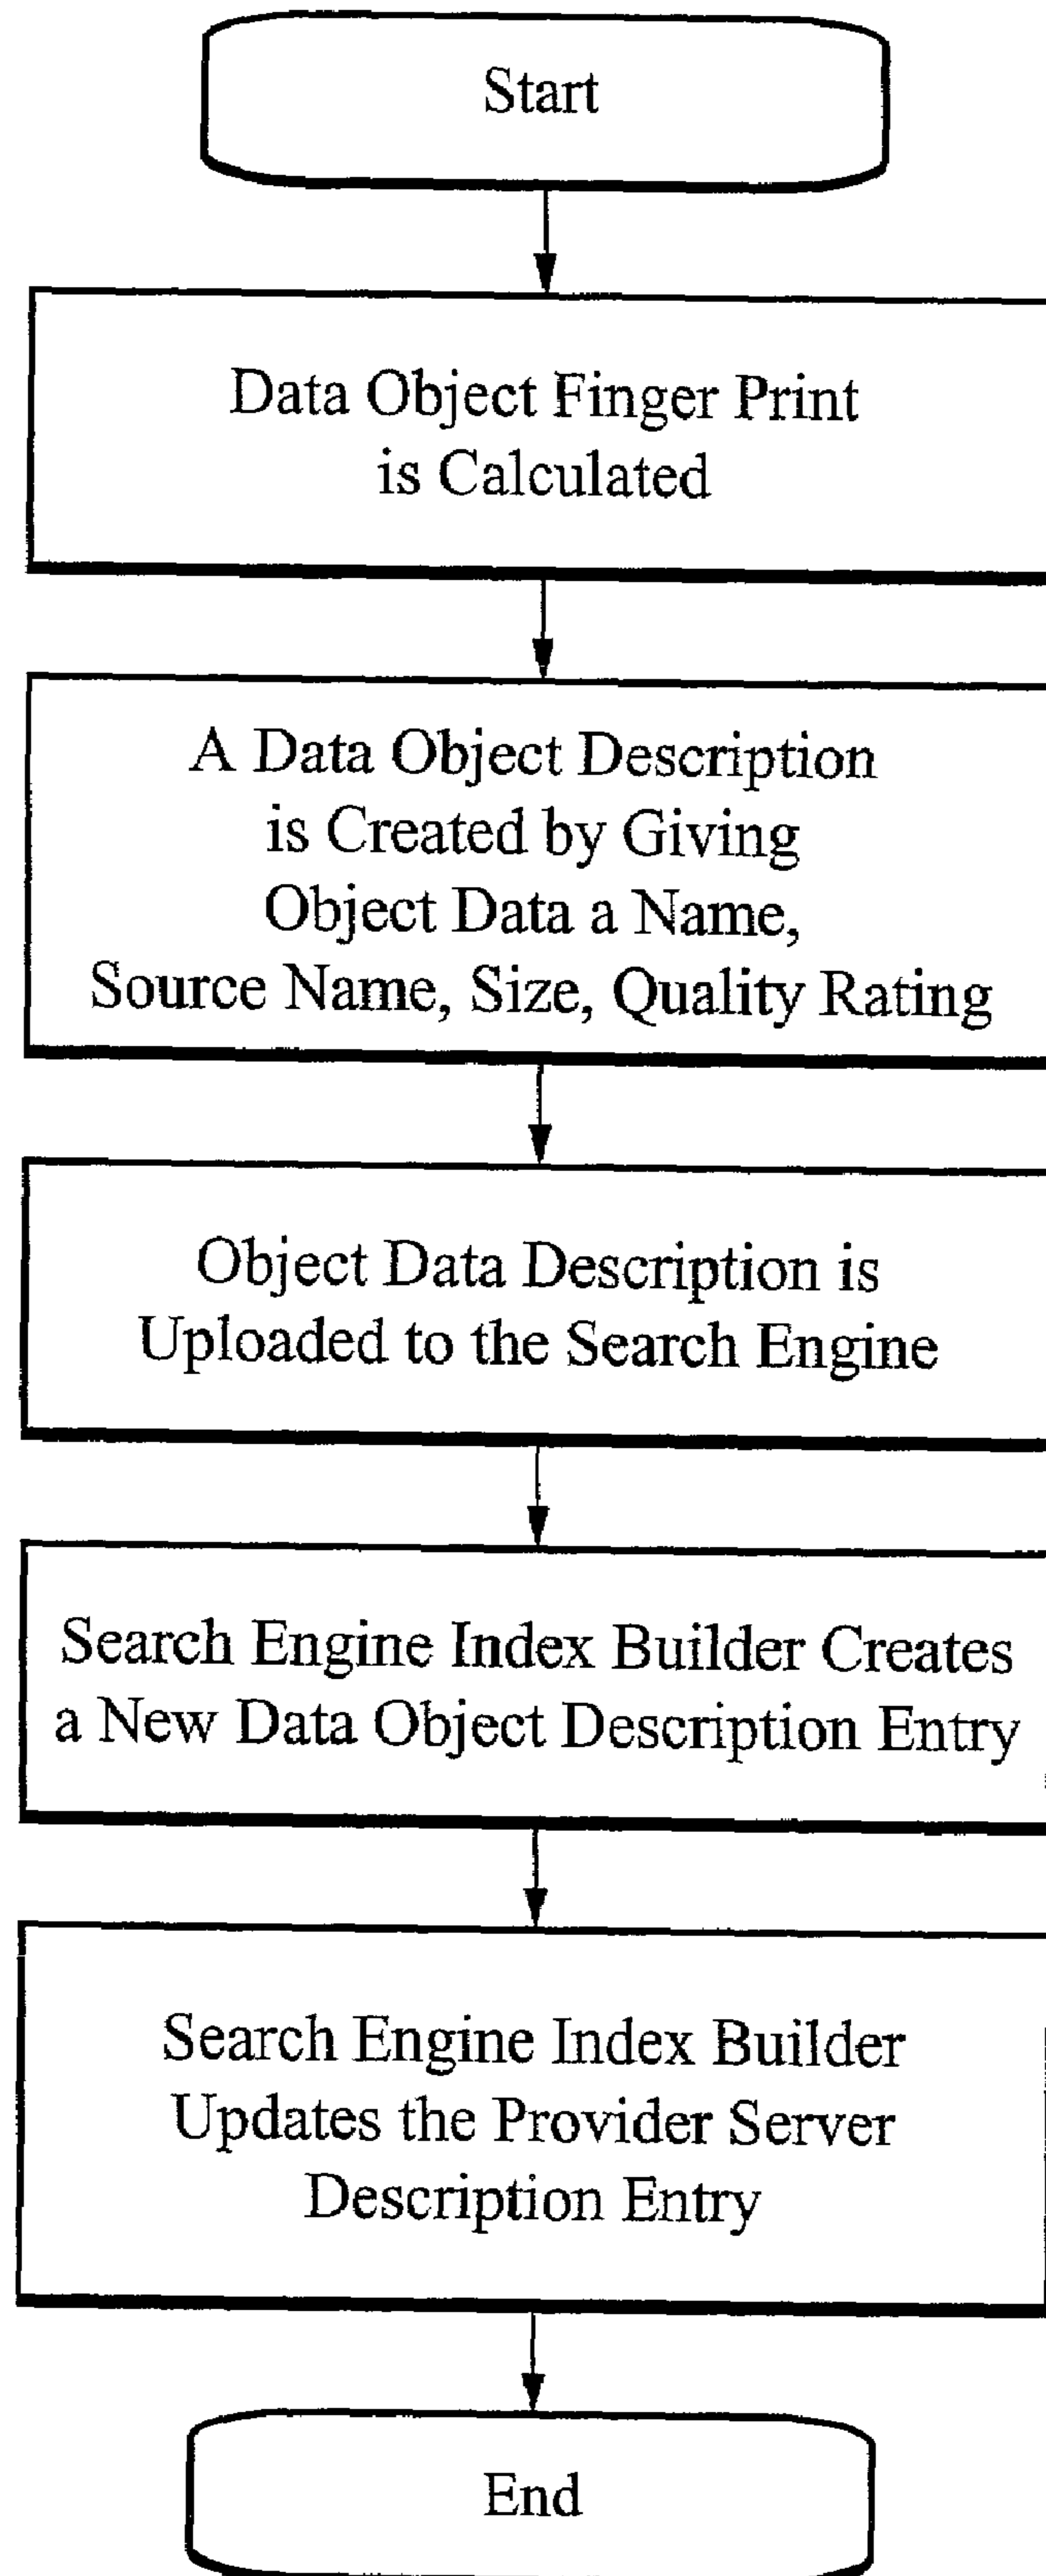 Start
Data Object Finger Print
is Calculated
A Data Object Description
is Created by Giving
Object Data a Name,
Source Name, Size, Quality Rating
Object Data Description is
Uploaded to the Search Engine
Search Engine Index Builder Creates
a New Data Object Description Entry
Search Engine Index Builder
Updates the Provider Server
Description Entry
End